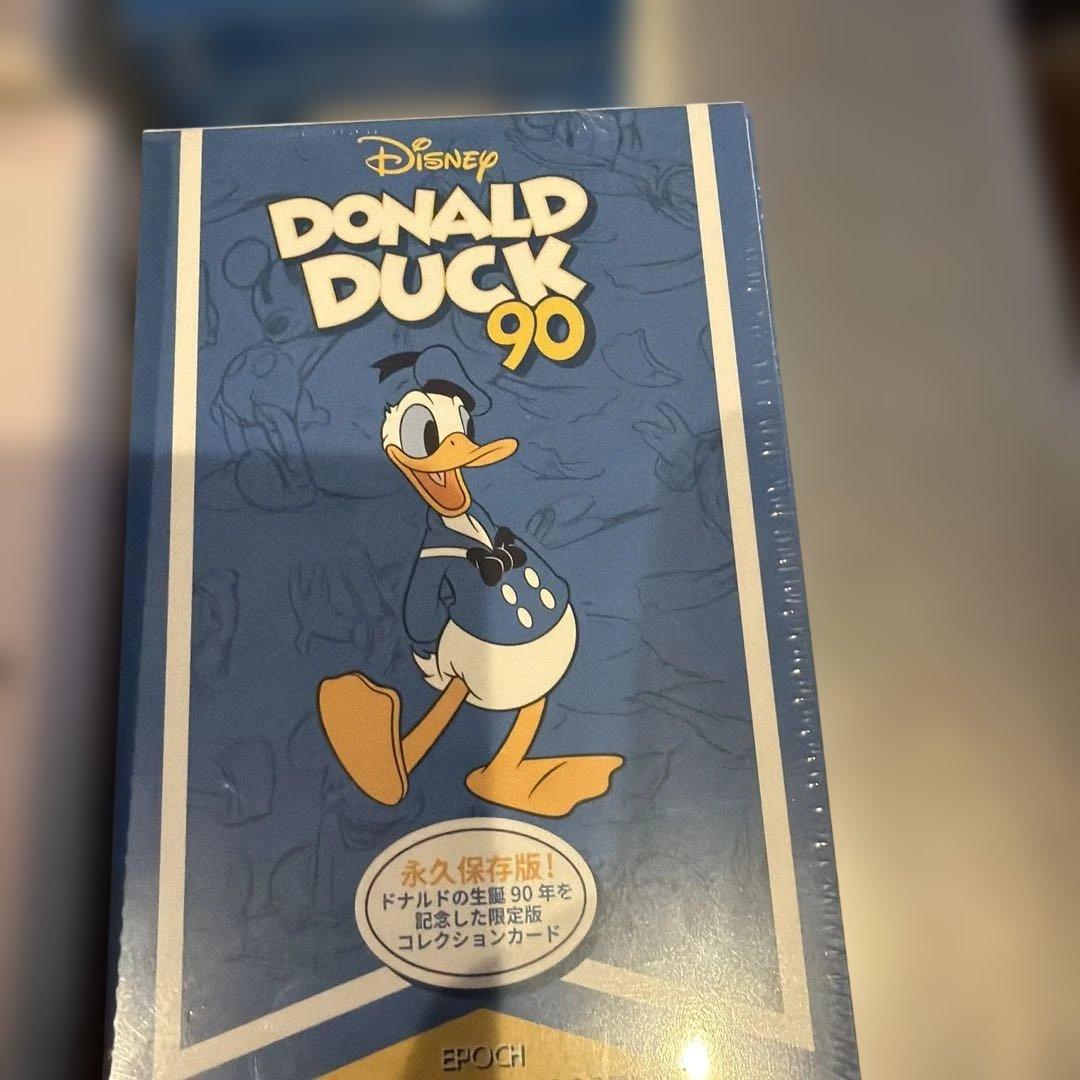 Disney
DONALD
DUCK
90
永久保存版！
ドナルドの生誕90年を
記念した限定版
コレクションカード
EPOCH